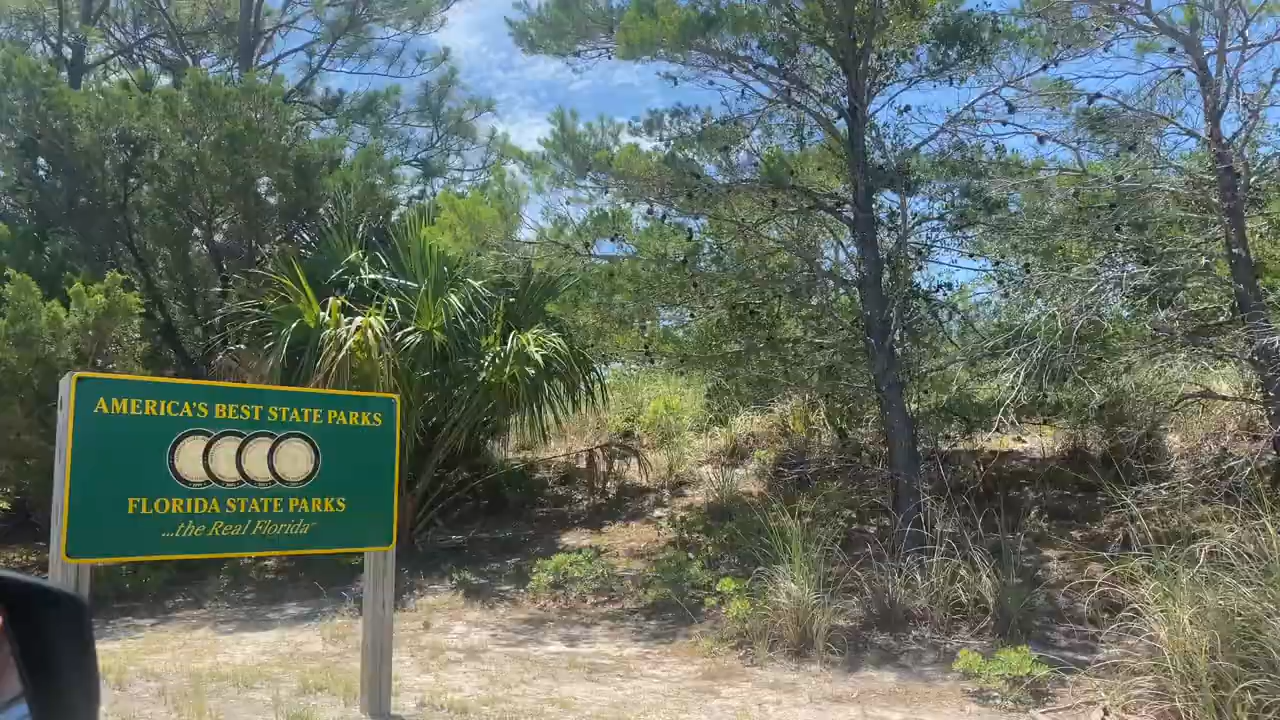 AMERICA'S BEST STATE PARKS
FLORIDA STATE PARKS
...the Real Florida